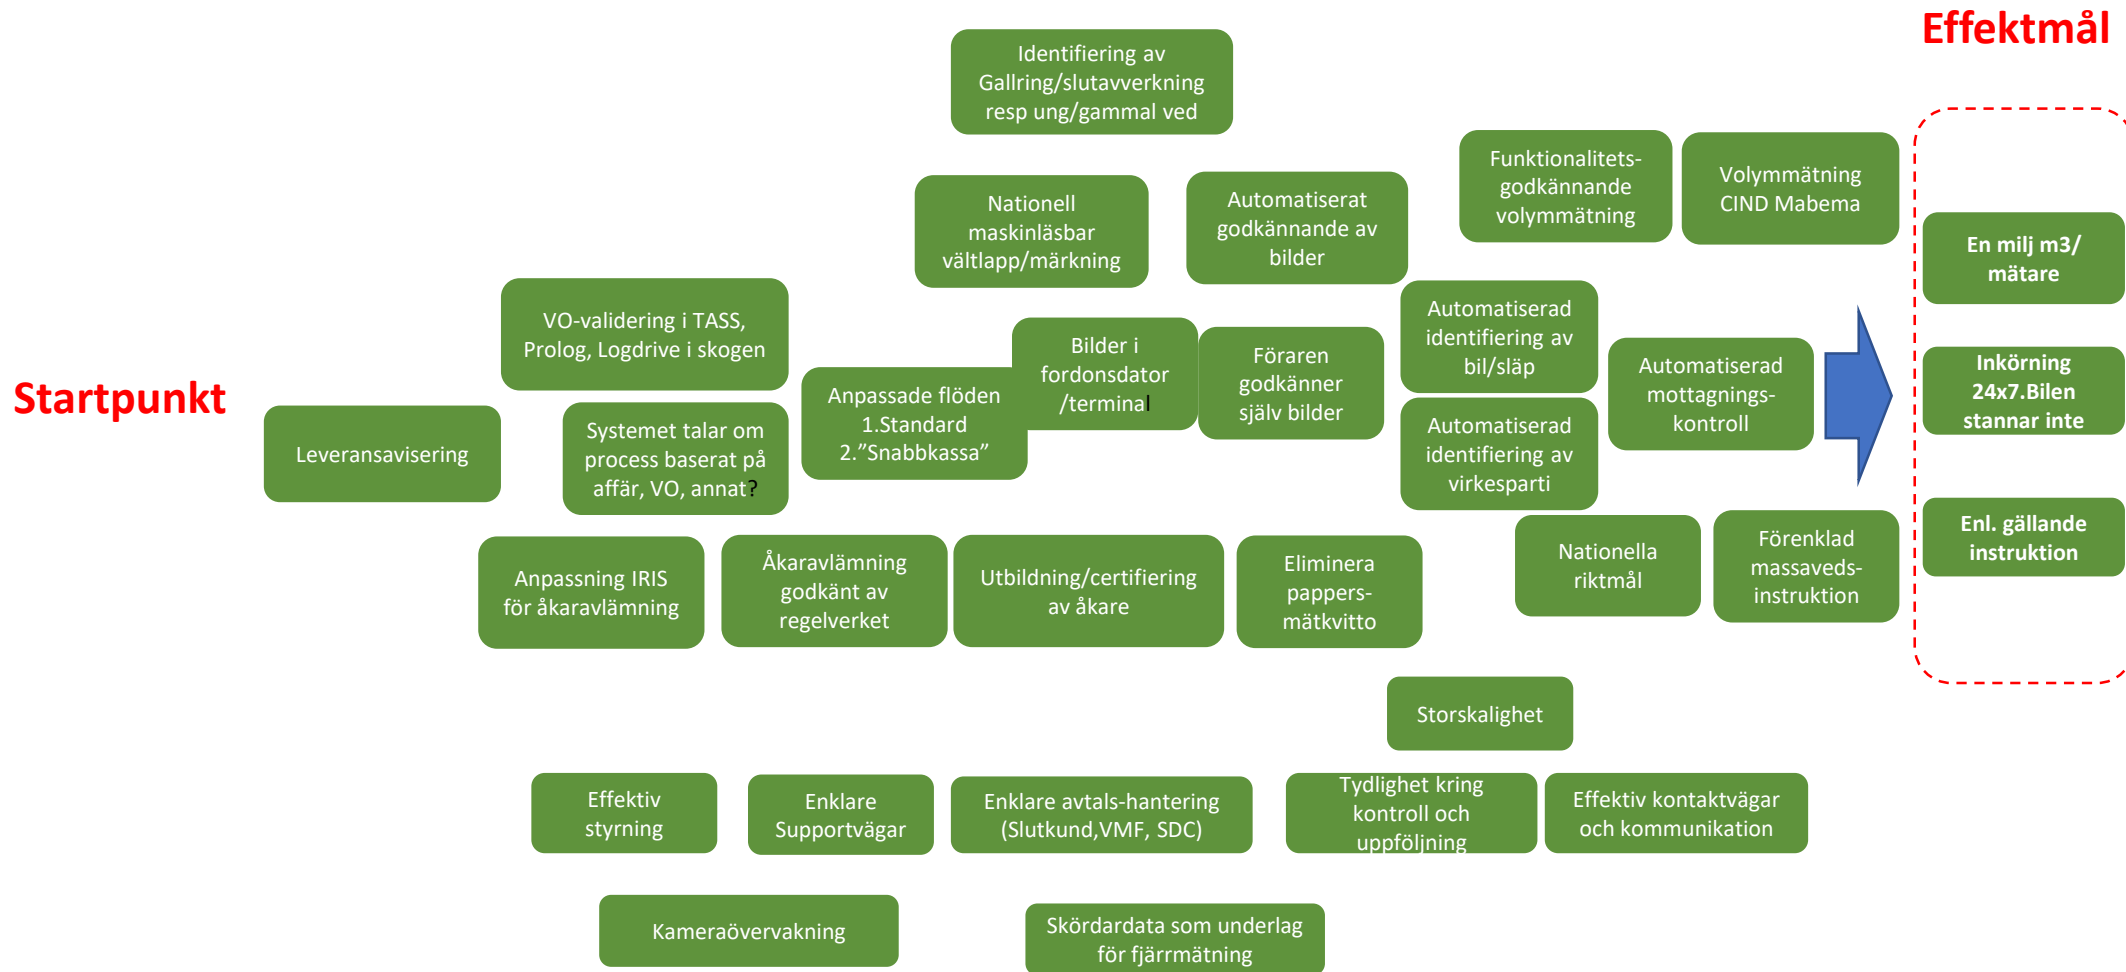 Effektmål
Identifiering av
Gallring/slutavverkning
resp ung/gammal ved
Funktionalitets-
godkännande
volymmätning
Volymmätning
CIND Mabema
Nationell
maskinläsbar
vältlapp/märkning
Automatiserat
godkännande av
bilder
En milj m3/
mätare
VO-validering i TASS,
Prolog, Logdrive i skogen
Automatiserad
identifiering av
bil/släp
Bilder i
fordonsdator
/terminal
Föraren
godkänner
själv bilder
Automatiserad
mottagnings-
kontroll
Inkörning
24x7.Bilen
stannar inte
Startpunkt
Anpassade flöden
1.Standard
2.”Snabbkassa”
Leveransavisering
Systemet talar om
process baserat på
affär, VO, annat?
Automatiserad
identifiering av
virkesparti
Enl. gällande
instruktion
Anpassning IRIS
för åkaravlämning
Åkaravlämning
godkänt av
regelverket
Utbildning/certifiering
av åkare
Eliminera
pappers-
mätkvitto
Nationella
riktmål
Förenklad
massaveds-
instruktion
Storskalighet
Effektiv
styrning
Enklare
Supportvägar
Enklare avtals-hantering
(Slutkund,VMF, SDC)
Tydlighet kring
kontroll och
uppföljning
Effektiv kontaktvägar
och kommunikation
Kameraövervakning
Skördardata som underlag
för fjärrmätning